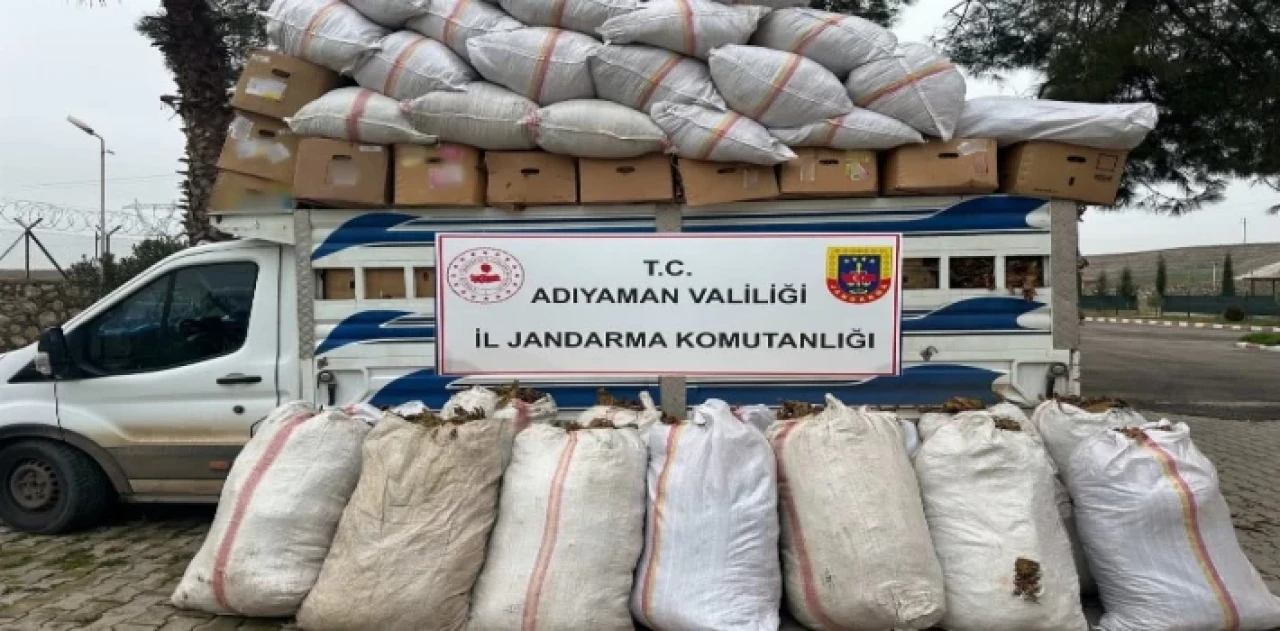 T.C.
ADIYAMAN VALİLİĞİ
İL JANDARMA KOMUTANLIĞI